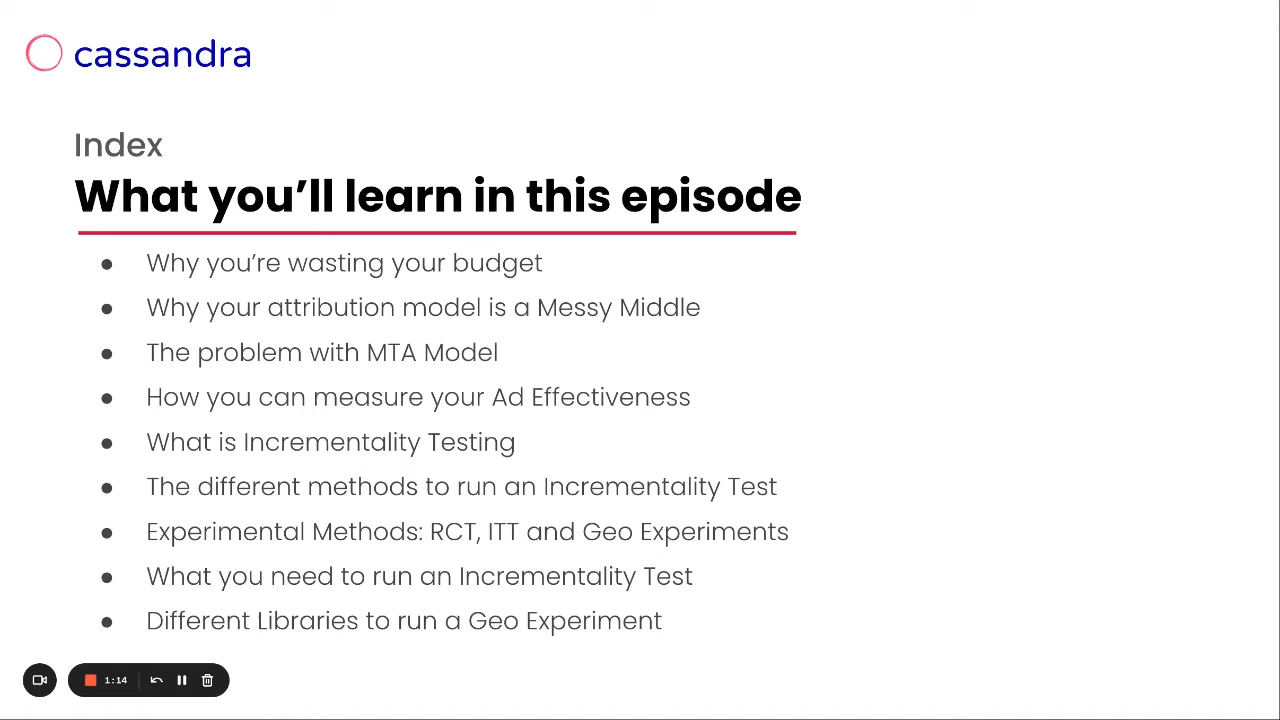 cassandra
Index
What you’ll learn in this episode
● Why you’re wasting your budget
● Why your attribution model is a Messy Middle
● The problem with MTA Model
● How you can measure your Ad Effectiveness
● What is Incrementality Testing
● The different methods to run an Incrementality Test
● Experimental Methods: RCT, ITT and Geo Experiments
● What you need to run an Incrementality Test
● Different Libraries to run a Geo Experiment
1:14